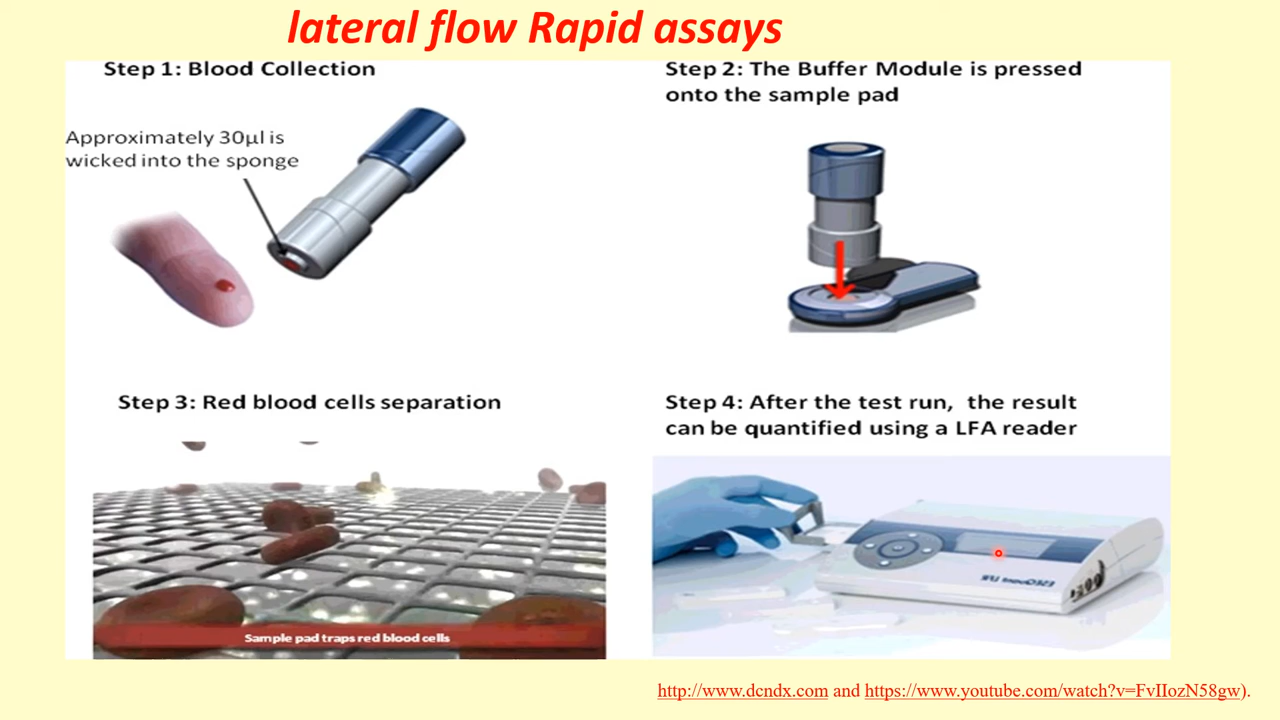 lateral flow Rapid assays
Step 1: Blood Collection
Approximately 30µl is
wicked into the sponge
Step 2: The Buffer Module is pressed
onto the sample pad
Step 3: Red blood cells separation
Sample pad traps red blood cells
Step 4: After the test run, the result
can be quantified using a LFA reader
http://www.dcndx.com and https://www.youtube.com/watch?v=FvIIozN58gw).